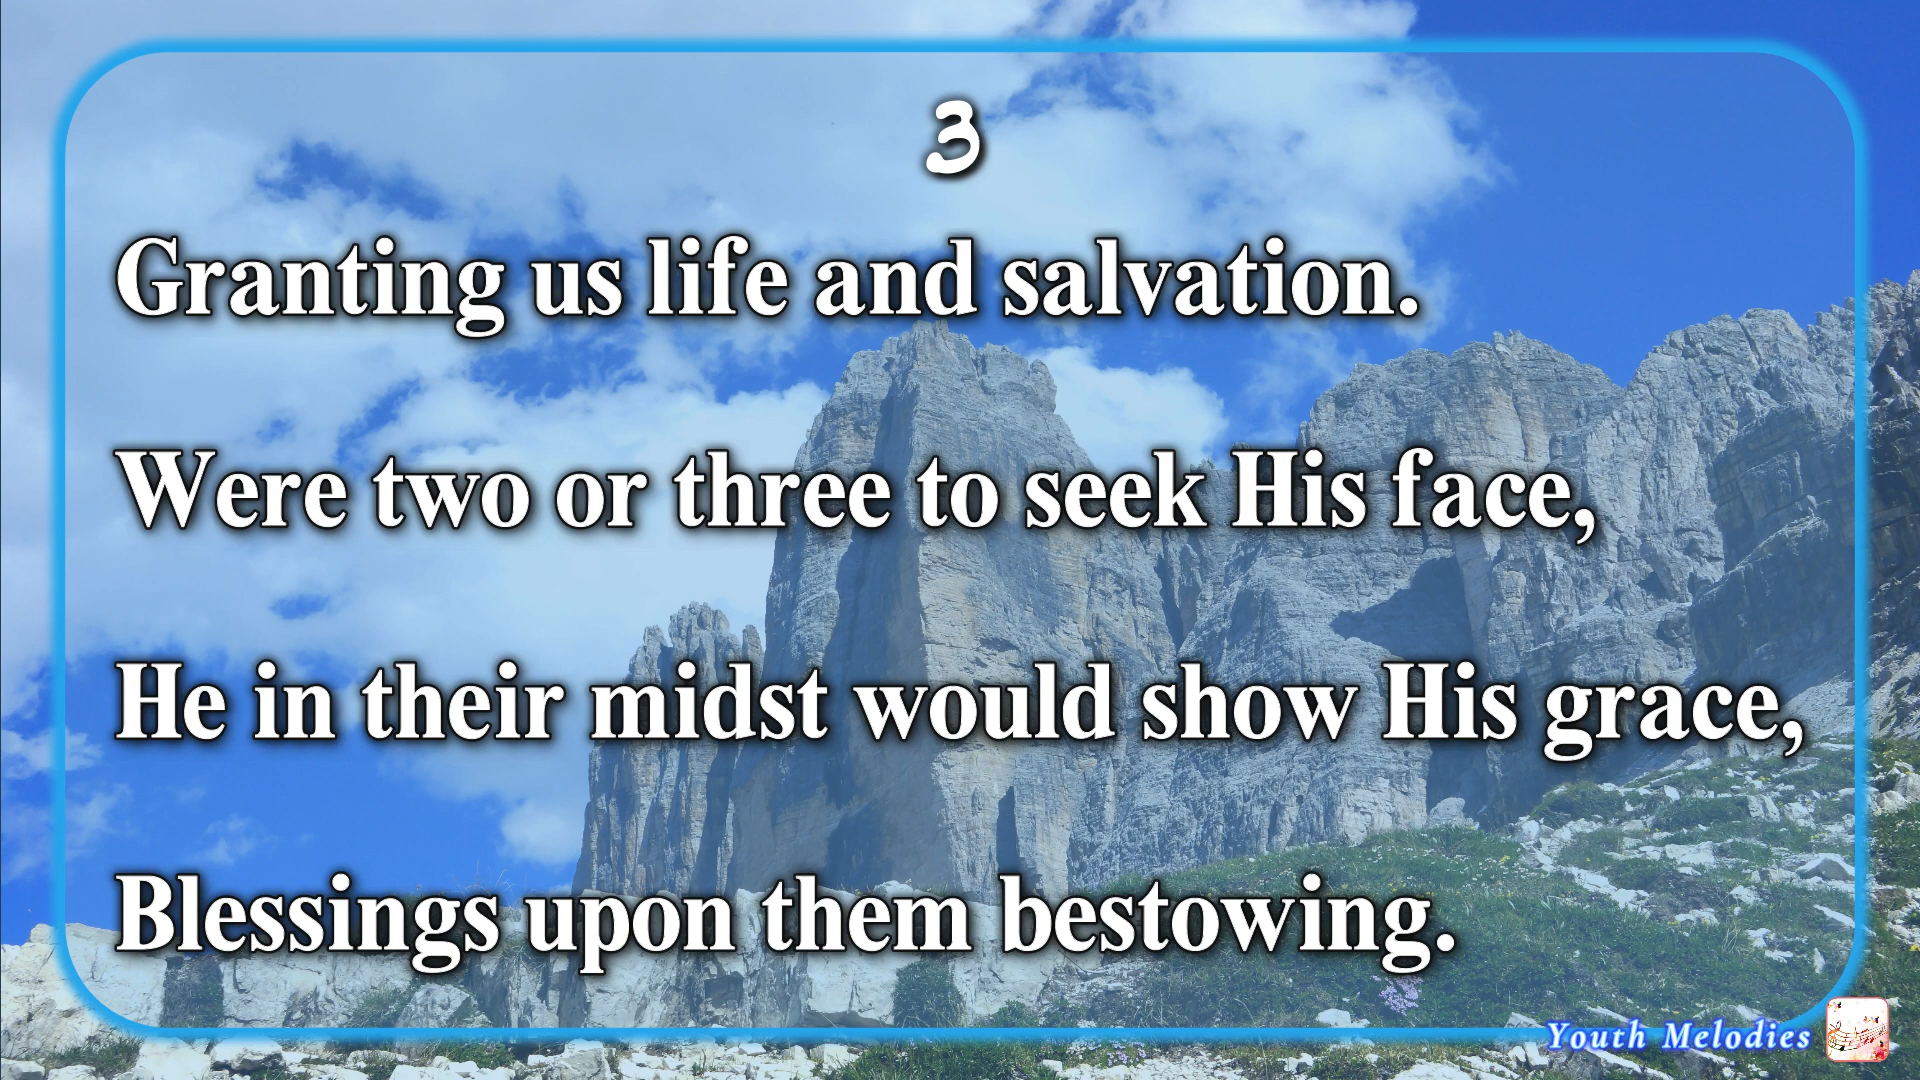 3
Granting us life and salvation.
Were two or three to seek His face,
He in their midst would show His grace,
Blessings upon them bestowing.
Youth Melodies